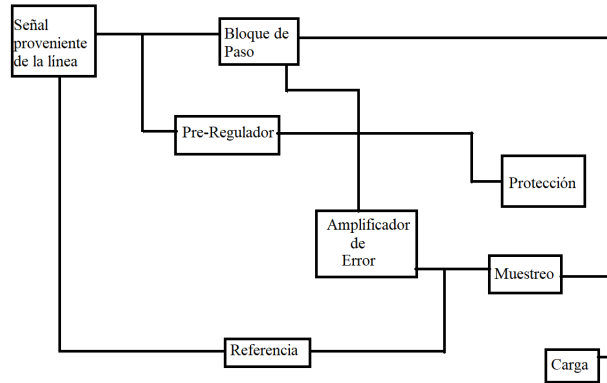 Señal
proveniente
de la línea
Bloque de
Paso
Pre-Regulador
Protección
Amplificador
de
Error
Muestreo
Referencia
Carga